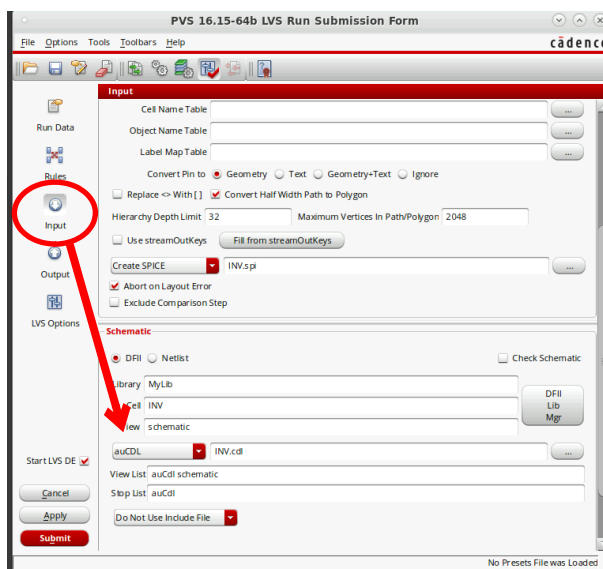 PVS 16.15-64b LVS Run Submission Form
File Options Tools Toolbars Help
cādence
Input
Cell Name Table ...
Run Data
Object Name Table ...
Label Map Table ...
Rules
Convert Pin to Geometry Text Geometry+Text Ignore
Replace <> With [ ] Convert Half Width Path to Polygon
Hierarchy Depth Limit 32 Maximum Vertices In Path/Polygon 2048
Input
Use streamOutKeys Fill from streamOutKeys
Create SPICE INV.spi ...
Output
Abort on Layout Error
Exclude Comparison Step
LVS Options
Schematic
DFII Netlist Check Schematic
Library MyLib
DFII
Lib
Mgr
Cell INV
View schematic
auCDL INV.cdl ...
Start LVS DE
View List auCdl schematic
Stop List auCdl
Cancel
Apply
Do Not Use Include File
Submit
No Presets File was Loaded